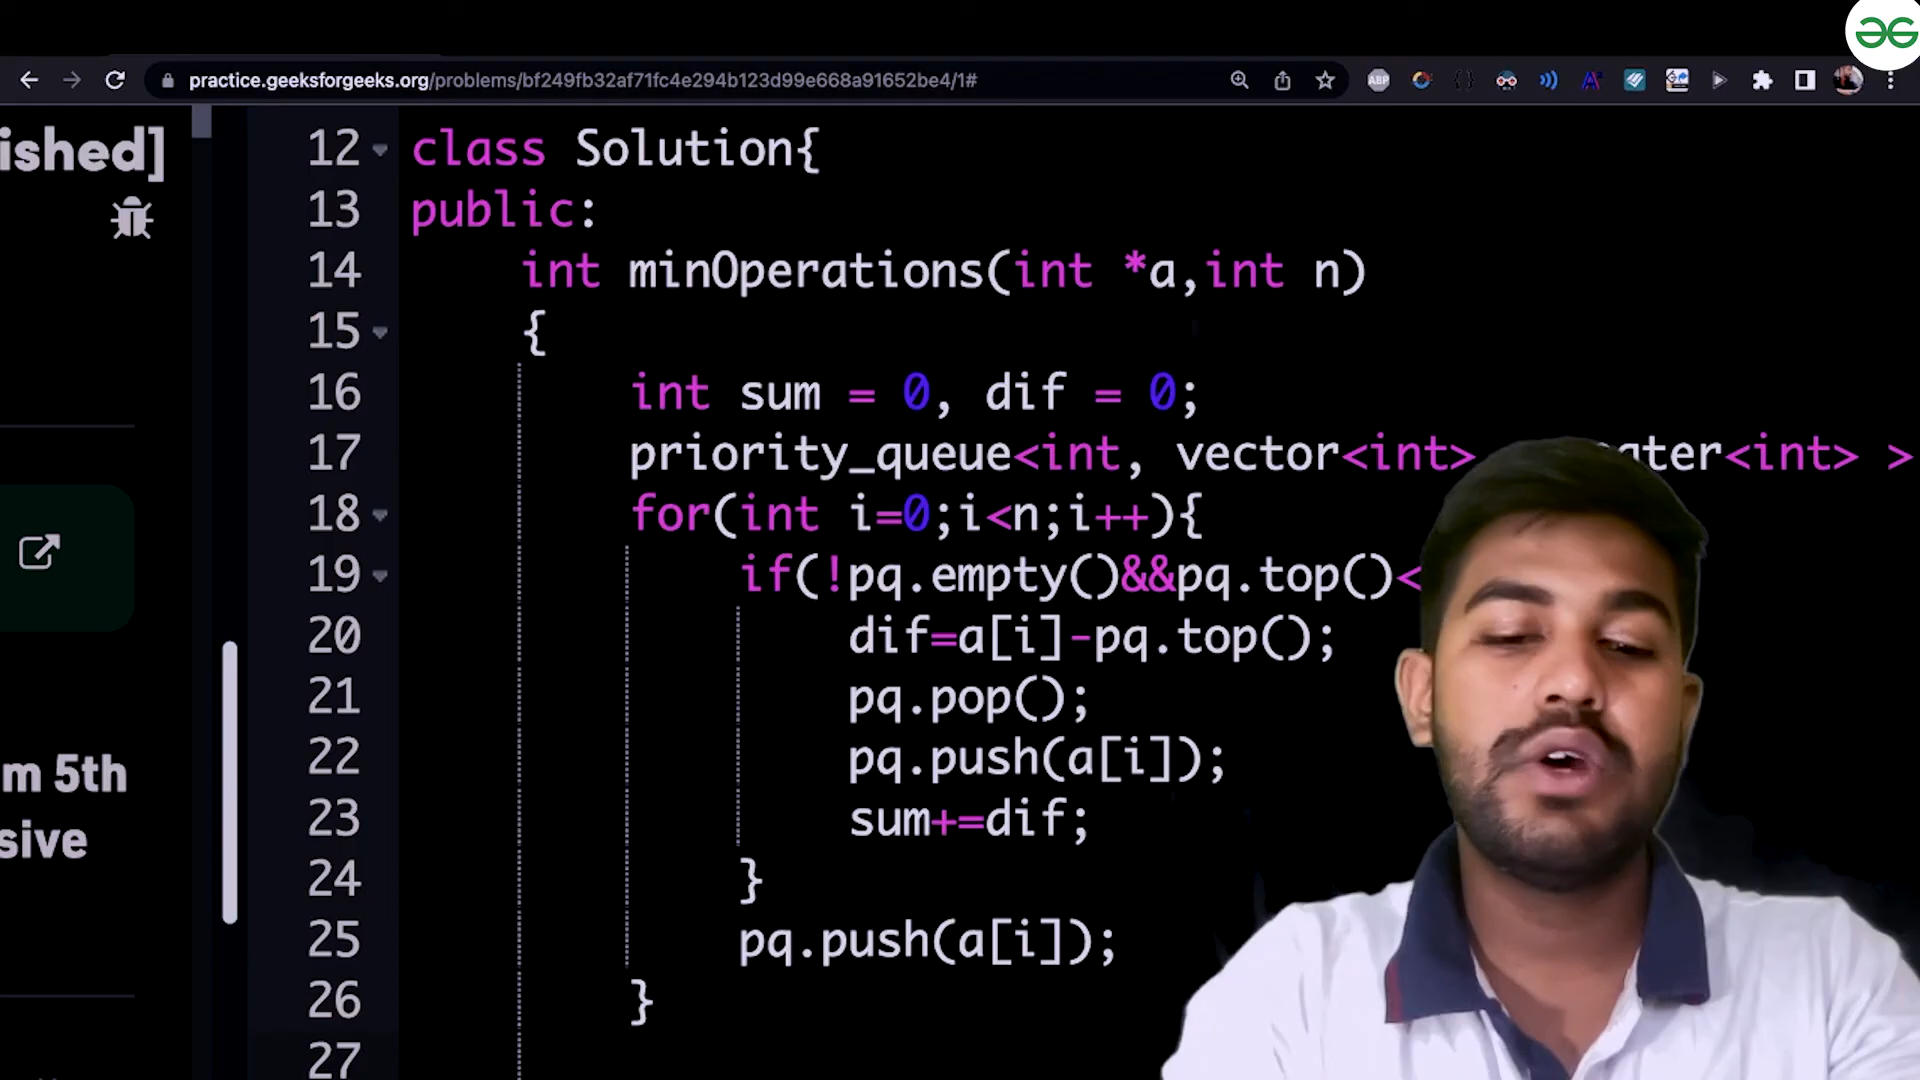 practice.geeksforgeeks.org/problems/bf249fb32af71fc4e294b123d99e668a91652be4/1#
ABP
ished]
m 5th
sive
12 class Solution{
13 public:
14 int minOperations(int *a,int n)
15 {
16 int sum = 0, dif = 0;
17 priority_queue<int, vector<int> ater<int> >
18 for(int i=0;i<n;i++){
19 if(!pq.empty()&&pq.top()<
20 dif=a[i]-pq.top();
21 pq.pop();
22 pq.push(a[i]);
23 sum+=dif;
24 }
25 pq.push(a[i]);
26 }
27